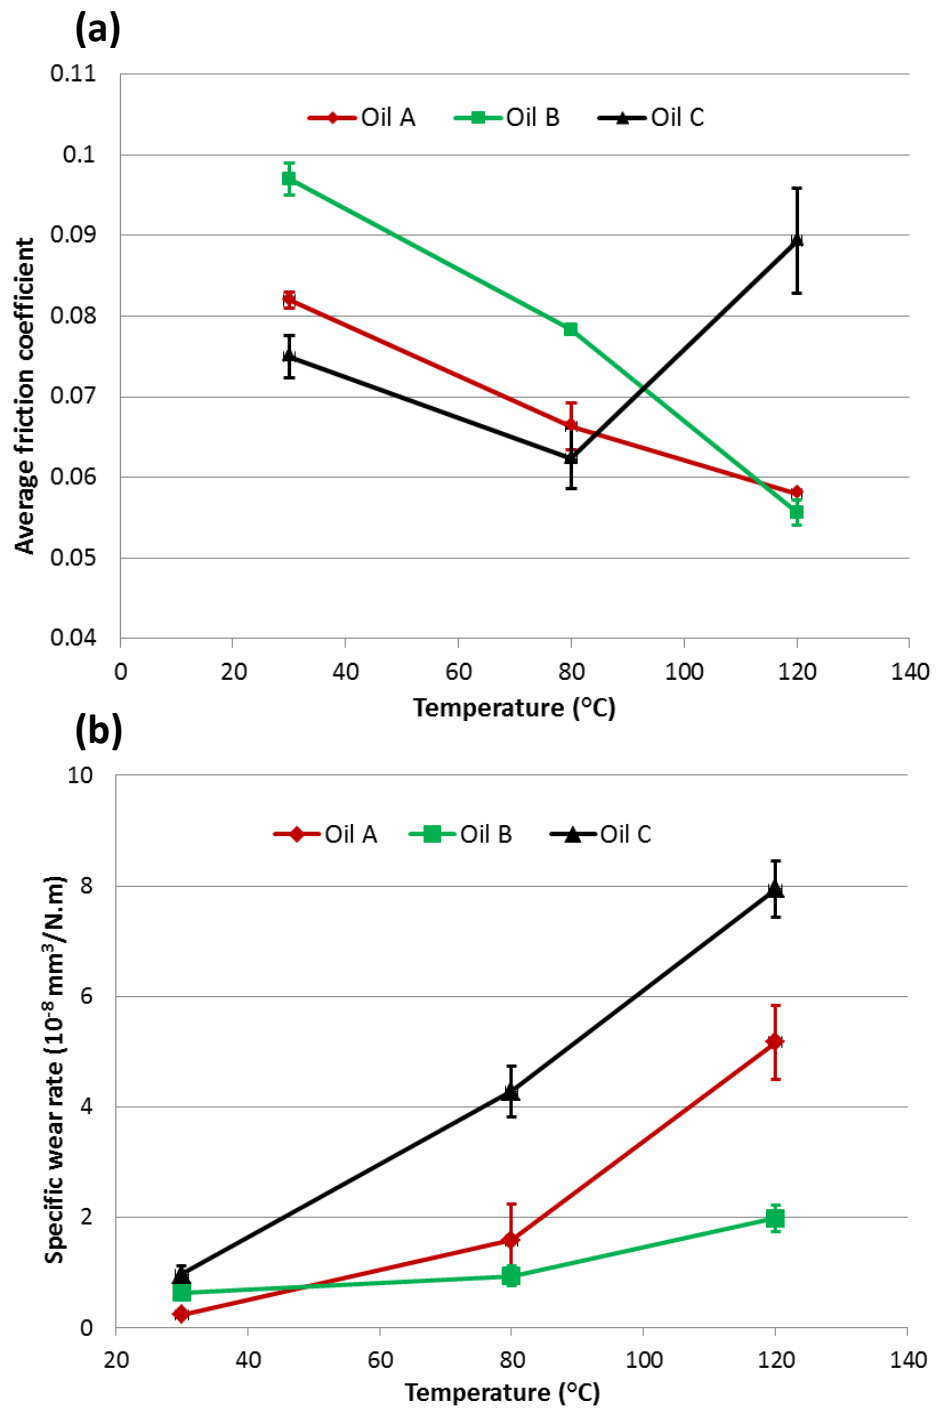 (a)
0.11
Oil A Oil B Oil C
0.1
0.09
0.08
0.07
0.06
0.05
0.04
Average friction coefficient
0 20 40 60 80 100 120 140
Temperature (°C)
(b)
10
Oil A Oil B Oil C
8
6
4
2
0
Specific wear rate (10⁻⁸ mm³/N.m)
20 40 60 80 100 120 140
Temperature (°C)